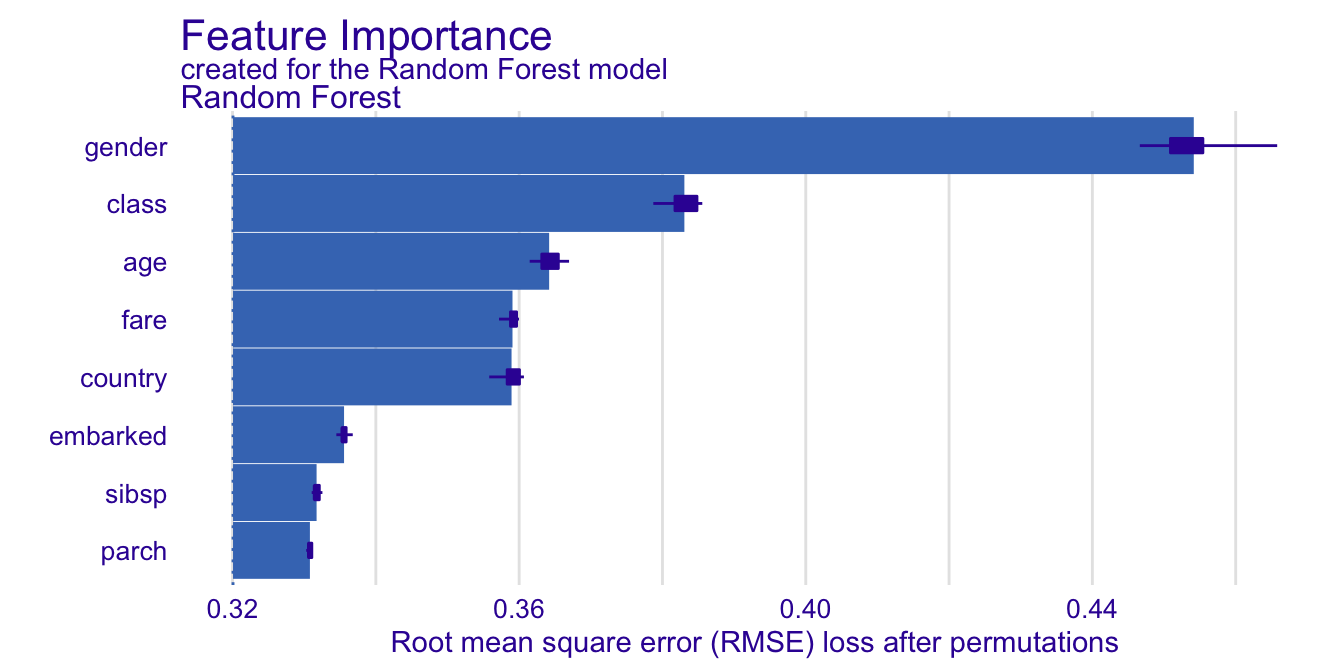 Feature Importance
created for the Random Forest model
Random Forest
gender
class
age
fare
country
embarked
sibsp
parch
0.32 0.36 0.40 0.44
Root mean square error (RMSE) loss after permutations